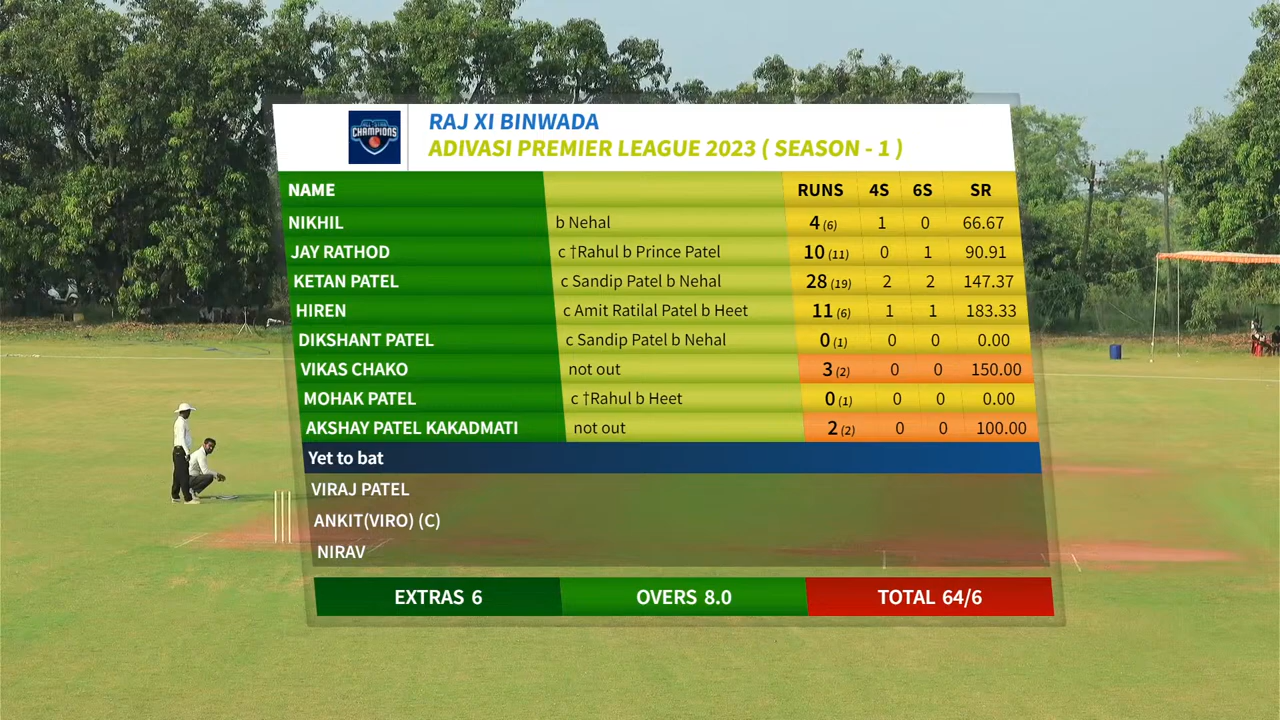 ALL STAR
CHAMPIONS
RAJ XI BINWADA
ADIVASI PREMIER LEAGUE 2023 ( SEASON - 1 )
NAME RUNS 4S 6S SR
NIKHIL b Nehal 4 (6) 1 0 66.67
JAY RATHOD c †Rahul b Prince Patel 10 (11) 0 1 90.91
KETAN PATEL c Sandip Patel b Nehal 28 (19) 2 2 147.37
HIREN c Amit Ratilal Patel b Heet 11 (6) 1 1 183.33
DIKSHANT PATEL c Sandip Patel b Nehal 0 (1) 0 0 0.00
VIKAS CHAKO not out 3 (2) 0 0 150.00
MOHAK PATEL c †Rahul b Heet 0 (1) 0 0 0.00
AKSHAY PATEL KAKADMATI not out 2 (2) 0 0 100.00
Yet to bat
VIRAJ PATEL
ANKIT(VIRO) (C)
NIRAV
EXTRAS 6 OVERS 8.0 TOTAL 64/6